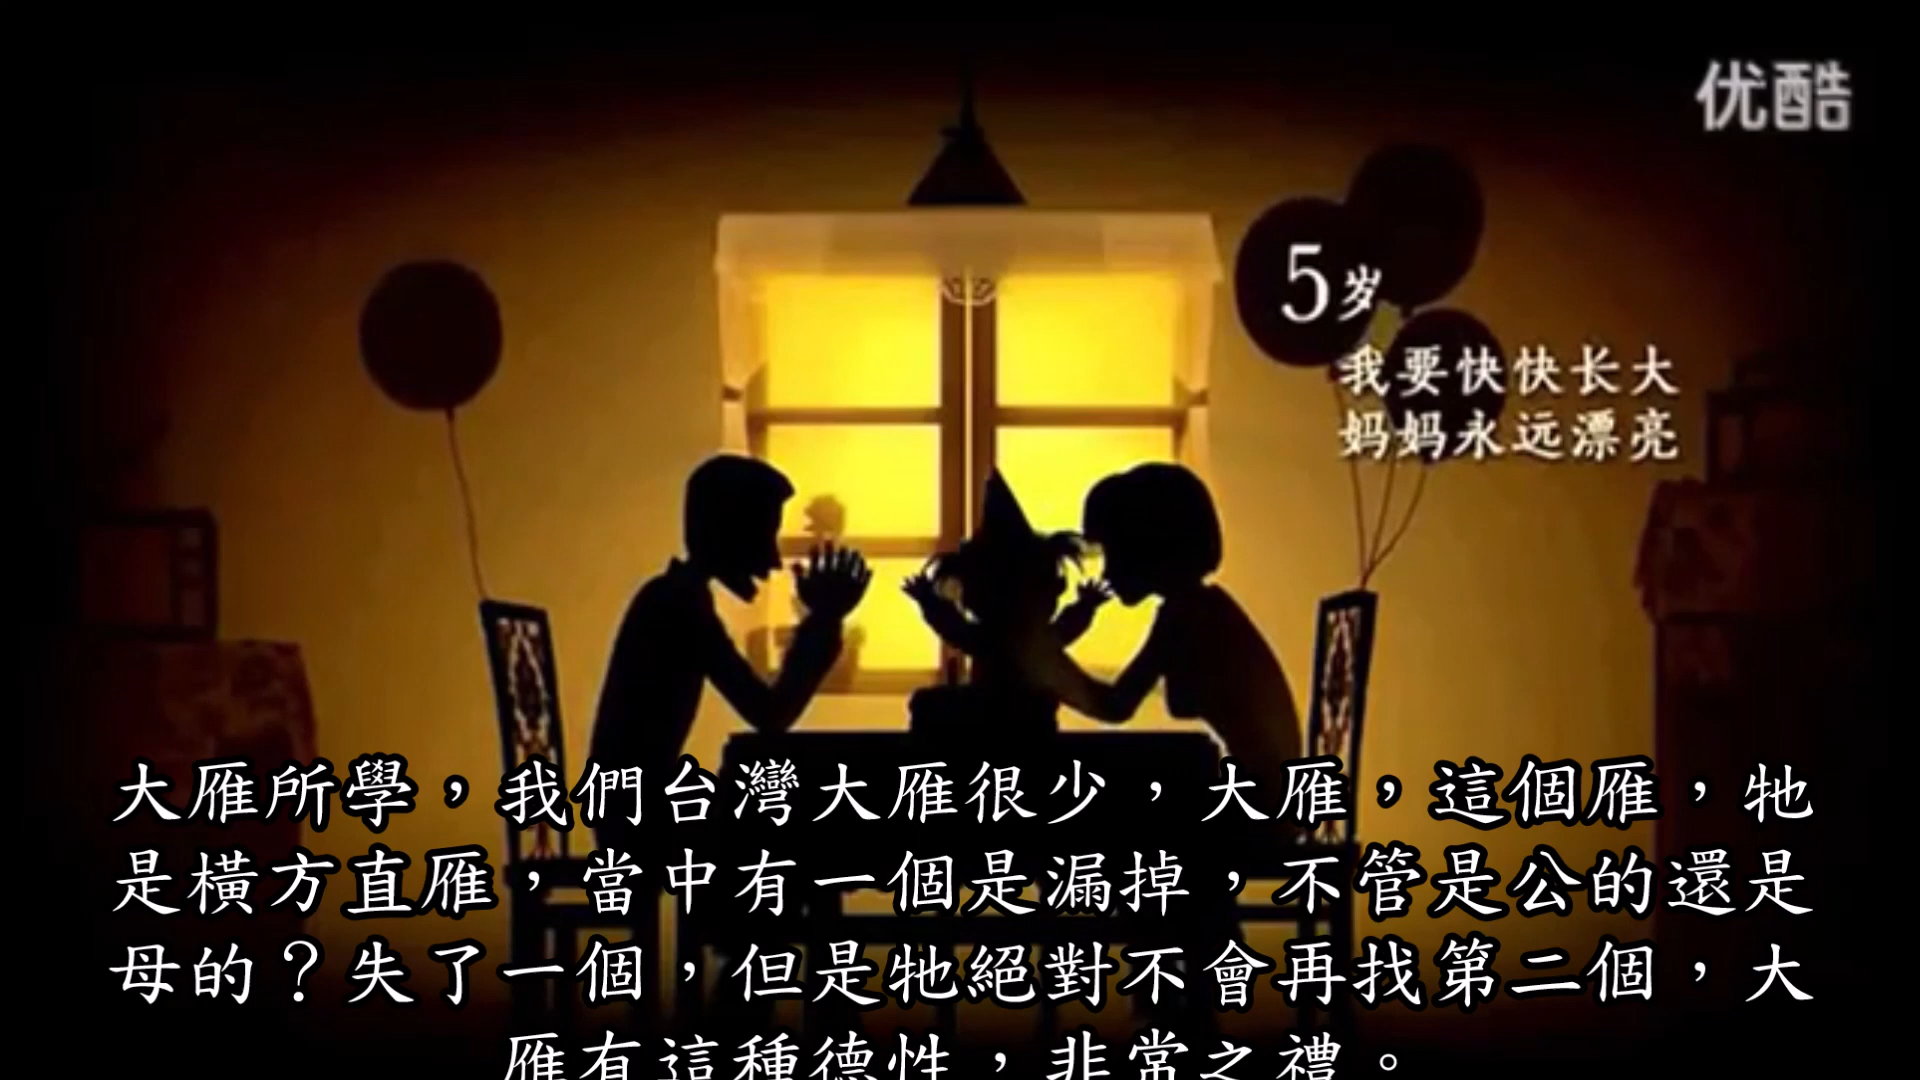 优酷
5岁
我要快快长大
妈妈永远漂亮
大雁所學，我們台灣大雁很少，大雁，這個雁，牠
是橫方直雁，當中有一個是漏掉，不管是公的還是
母的？失了一個，但是牠絕對不會再找第二個，大
雁有這種德性，非常之禮。